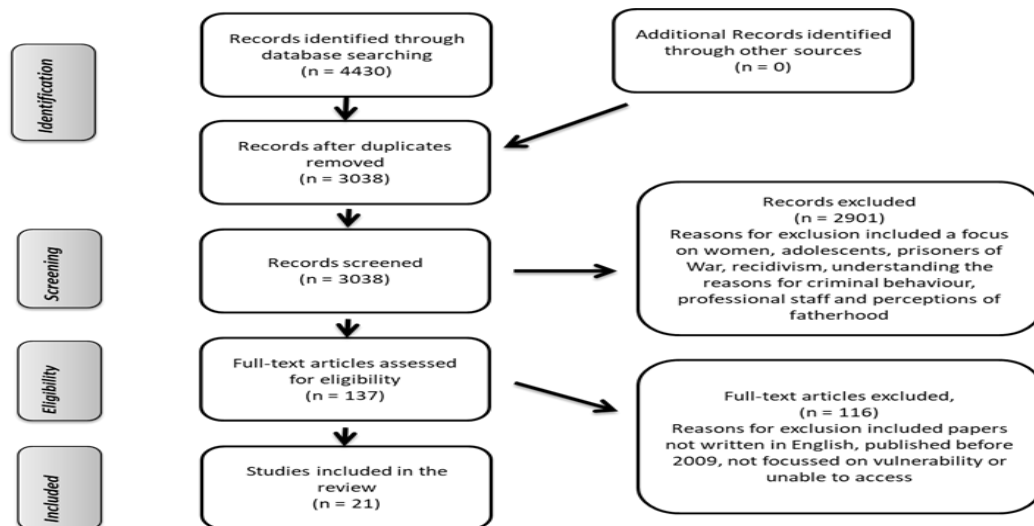 Identification
Records identified through
database searching
(n = 4430)
Additional Records identified
through other sources
(n = 0)
Records after duplicates
removed
(n = 3038)
Screening
Records screened
(n = 3038)
Records excluded
(n = 2901)
Reasons for exclusion included a focus
on women, adolescents, prisoners of
War, recidivism, understanding the
reasons for criminal behaviour,
professional staff and perceptions of
fatherhood
Eligibility
Full-text articles assessed
for eligibility
(n = 137)
Full-text articles excluded,
(n = 116)
Reasons for exclusion included papers
not written in English, published before
2009, not focussed on vulnerability or
unable to access
Included
Studies included in the
review
(n = 21)